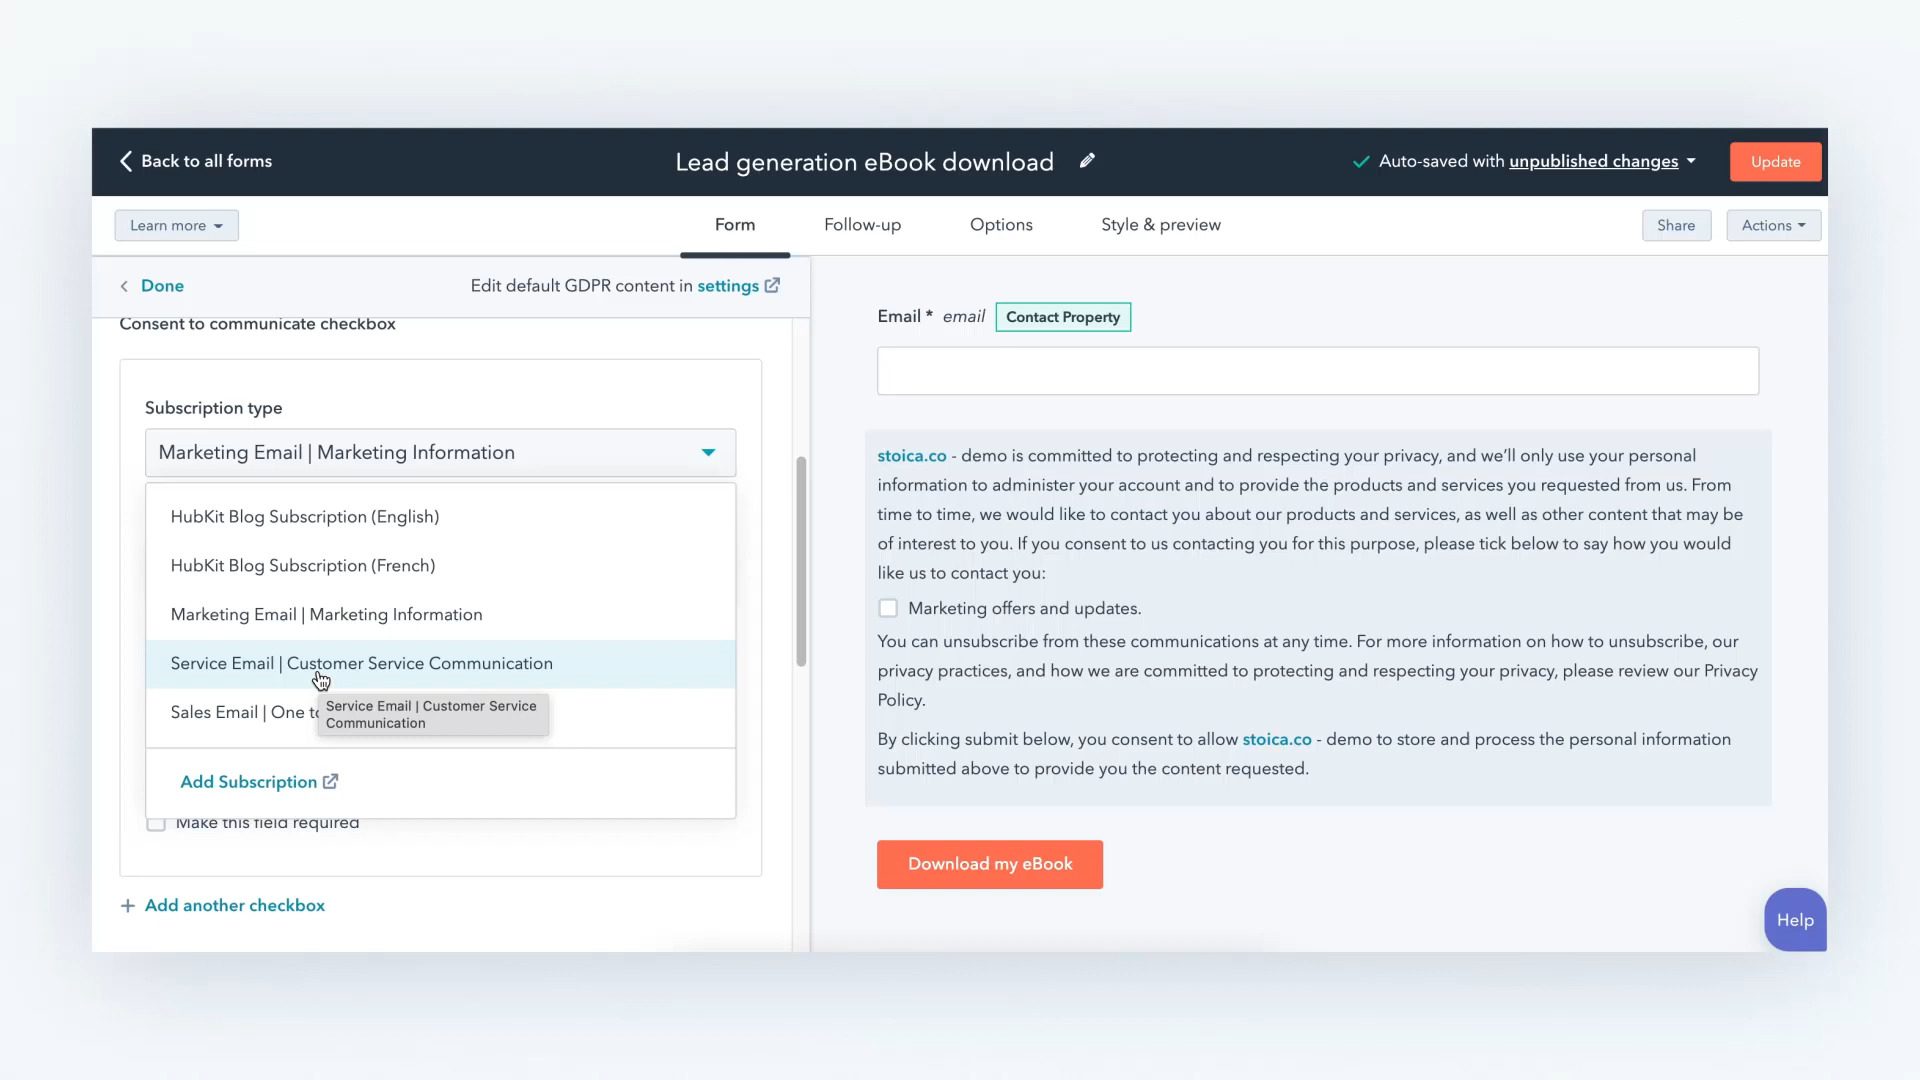 Back to all forms
Lead generation eBook download
Auto-saved with unpublished changes
Update
Learn more
Form
Follow-up
Options
Style & preview
Share
Actions
Done
Edit default GDPR content in settings
Consent to communicate checkbox
Subscription type
Marketing Email | Marketing Information
HubKit Blog Subscription (English)
HubKit Blog Subscription (French)
Marketing Email | Marketing Information
Service Email | Customer Service Communication
Sales Email | One
Service Email | Customer Service
Communication
Add Subscription
Make this field required
+ Add another checkbox
Email * email Contact Property
stoica.co - demo is committed to protecting and respecting your privacy, and we’ll only use your personal
information to administer your account and to provide the products and services you requested from us. From
time to time, we would like to contact you about our products and services, as well as other content that may be
of interest to you. If you consent to us contacting you for this purpose, please tick below to say how you would
like us to contact you:
Marketing offers and updates.
You can unsubscribe from these communications at any time. For more information on how to unsubscribe, our
privacy practices, and how we are committed to protecting and respecting your privacy, please review our Privacy
Policy.
By clicking submit below, you consent to allow stoica.co - demo to store and process the personal information
submitted above to provide you the content requested.
Download my eBook
Help